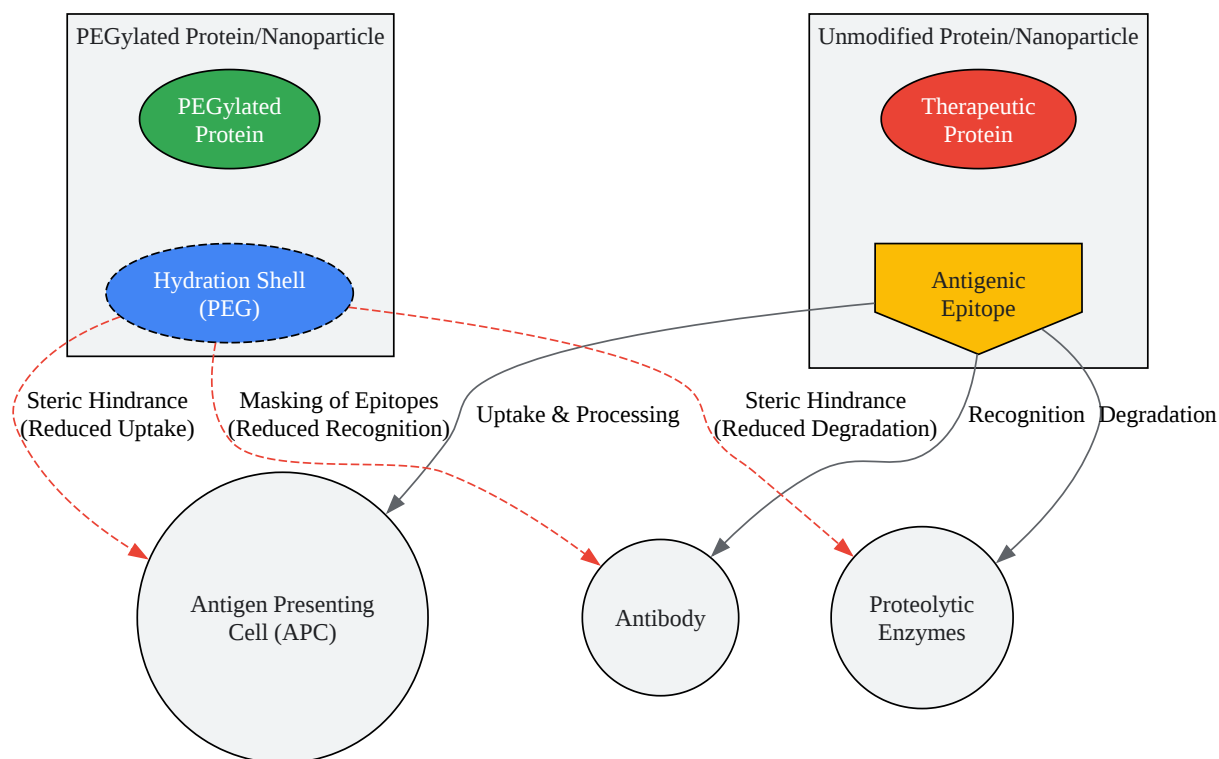 PEGylated Protein/Nanoparticle
Unmodified Protein/Nanoparticle
PEGylated
Protein
Therapeutic
Protein
Hydration Shell
(PEG)
Antigenic
Epitope
Steric Hindrance
(Reduced Uptake)
Masking of Epitopes
(Reduced Recognition)
Uptake & Processing
Steric Hindrance
(Reduced Degradation)
Recognition
Degradation
Antigen Presenting
Cell (APC)
Antibody
Proteolytic
Enzymes